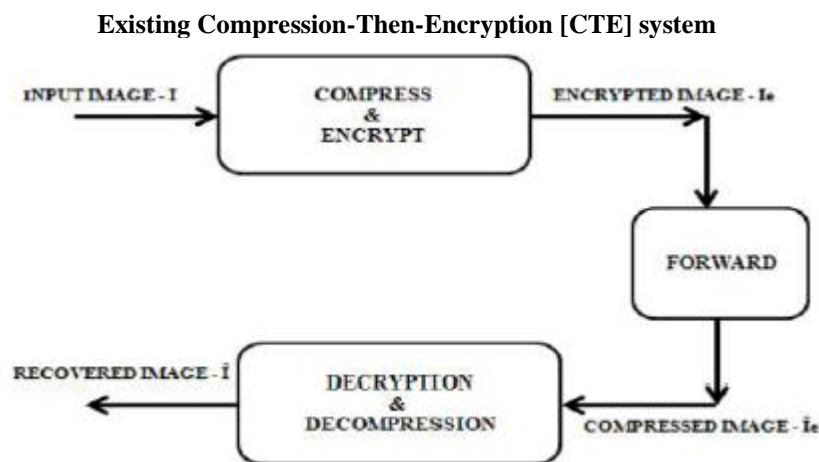 Existing Compression-Then-Encryption [CTE] system
INPUT IMAGE - I
COMPRESS
&
ENCRYPT
ENCRYPTED IMAGE - Ie
FORWARD
RECOVERED IMAGE - Î
DECRYPTION
&
DECOMPRESSION
COMPRESSED IMAGE - Îe